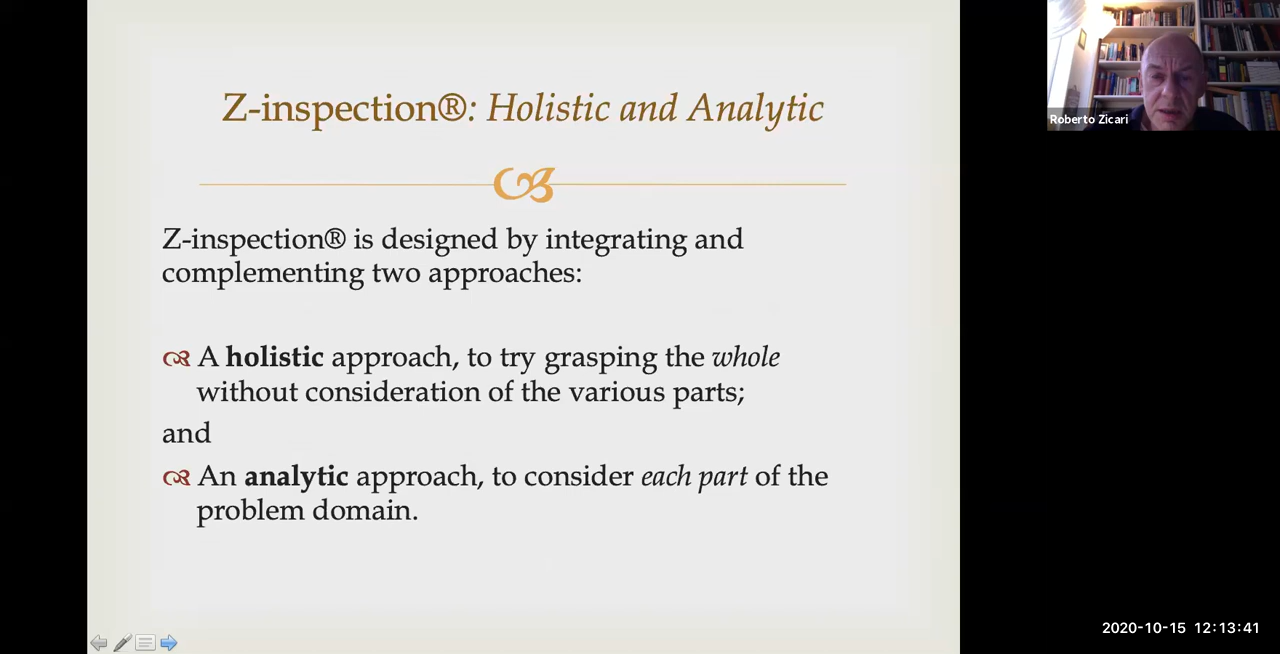 Z-inspection®: Holistic and Analytic
Z-inspection® is designed by integrating and
complementing two approaches:
A holistic approach, to try grasping the whole
without consideration of the various parts;
and
An analytic approach, to consider each part of the
problem domain.
Roberto Zicari
2020-10-15 12:13:41